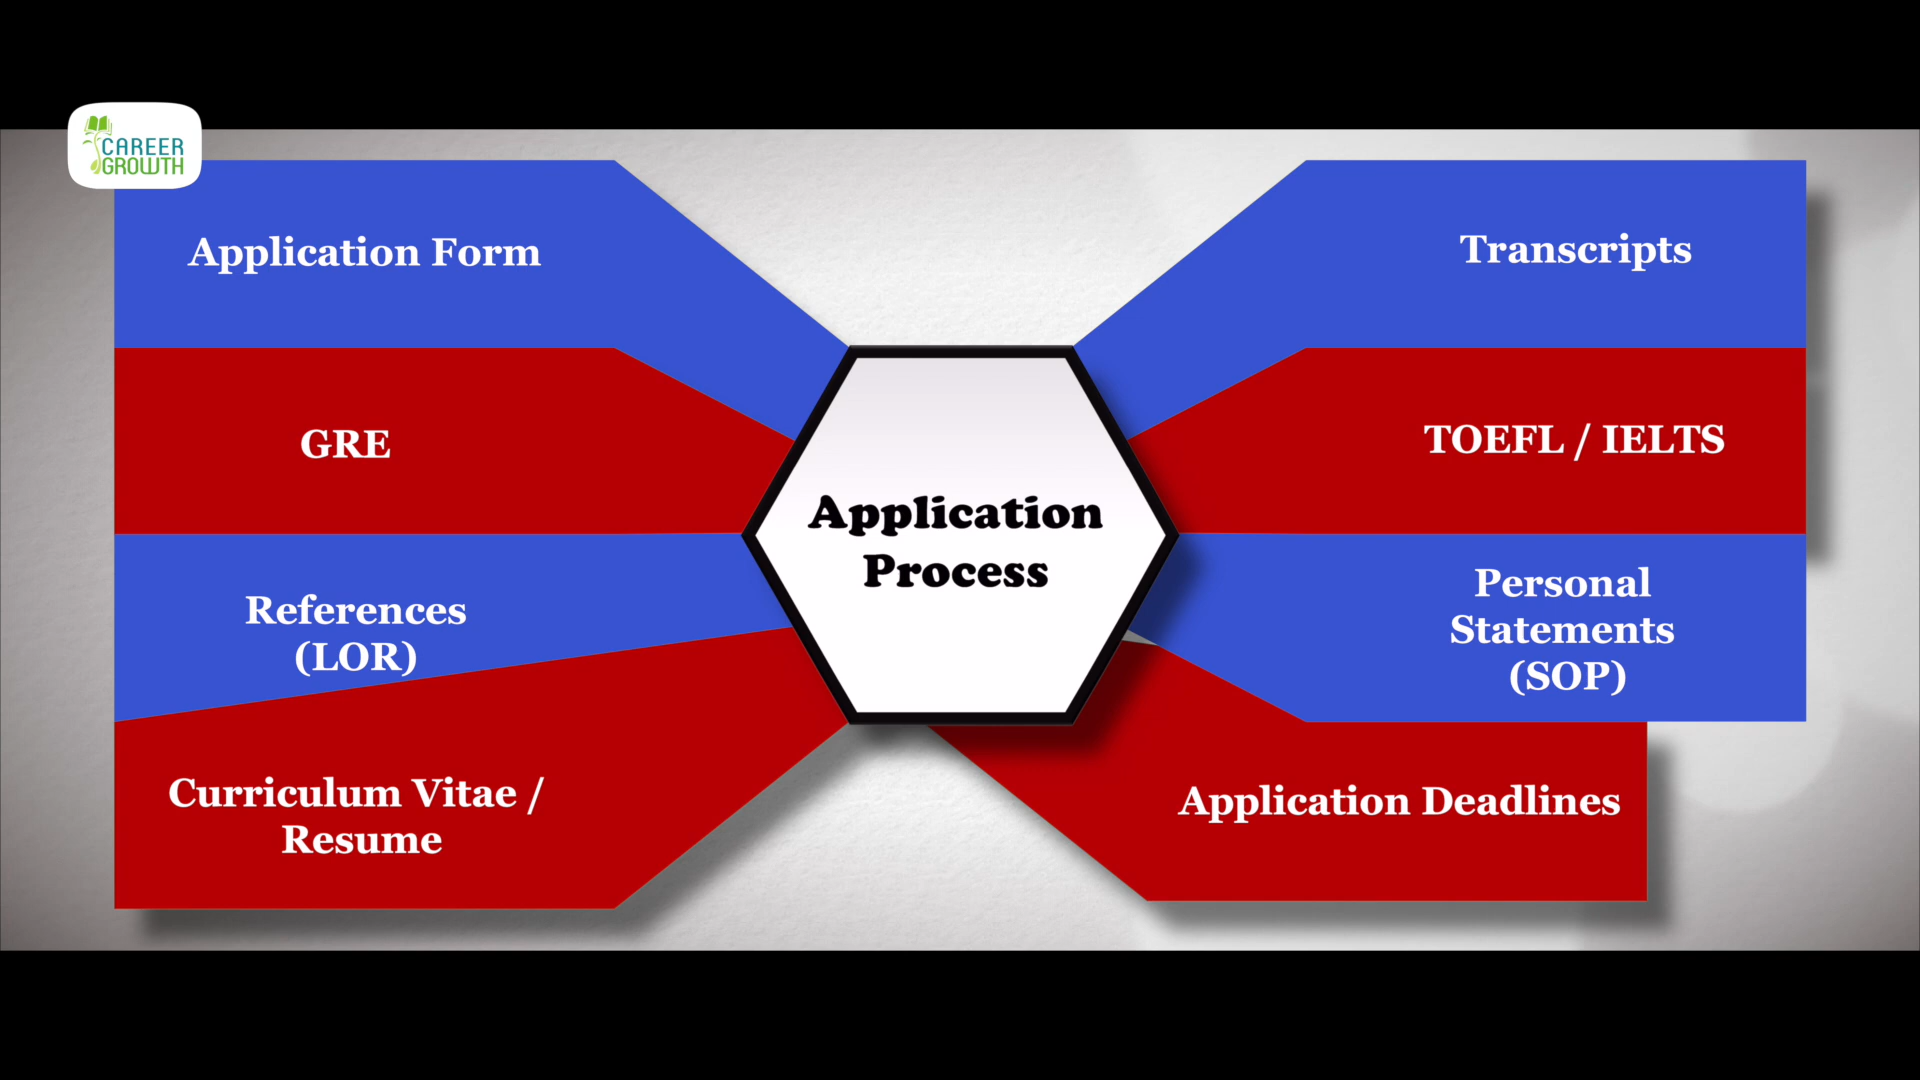 CAREER
GROWTH
Application Form
Transcripts
GRE
TOEFL / IELTS
Application
Process
References
(LOR)
Personal
Statements
(SOP)
Curriculum Vitae /
Resume
Application Deadlines